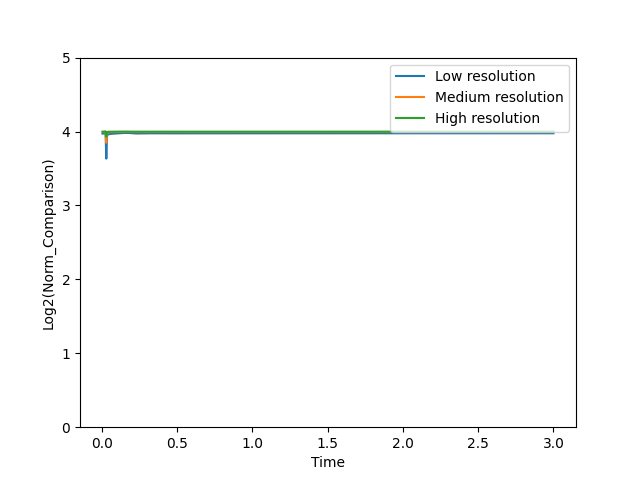 5
4
3
2
1
0
Log2(Norm_Comparison)
Low resolution
Medium resolution
High resolution
0.0 0.5 1.0 1.5 2.0 2.5 3.0
Time